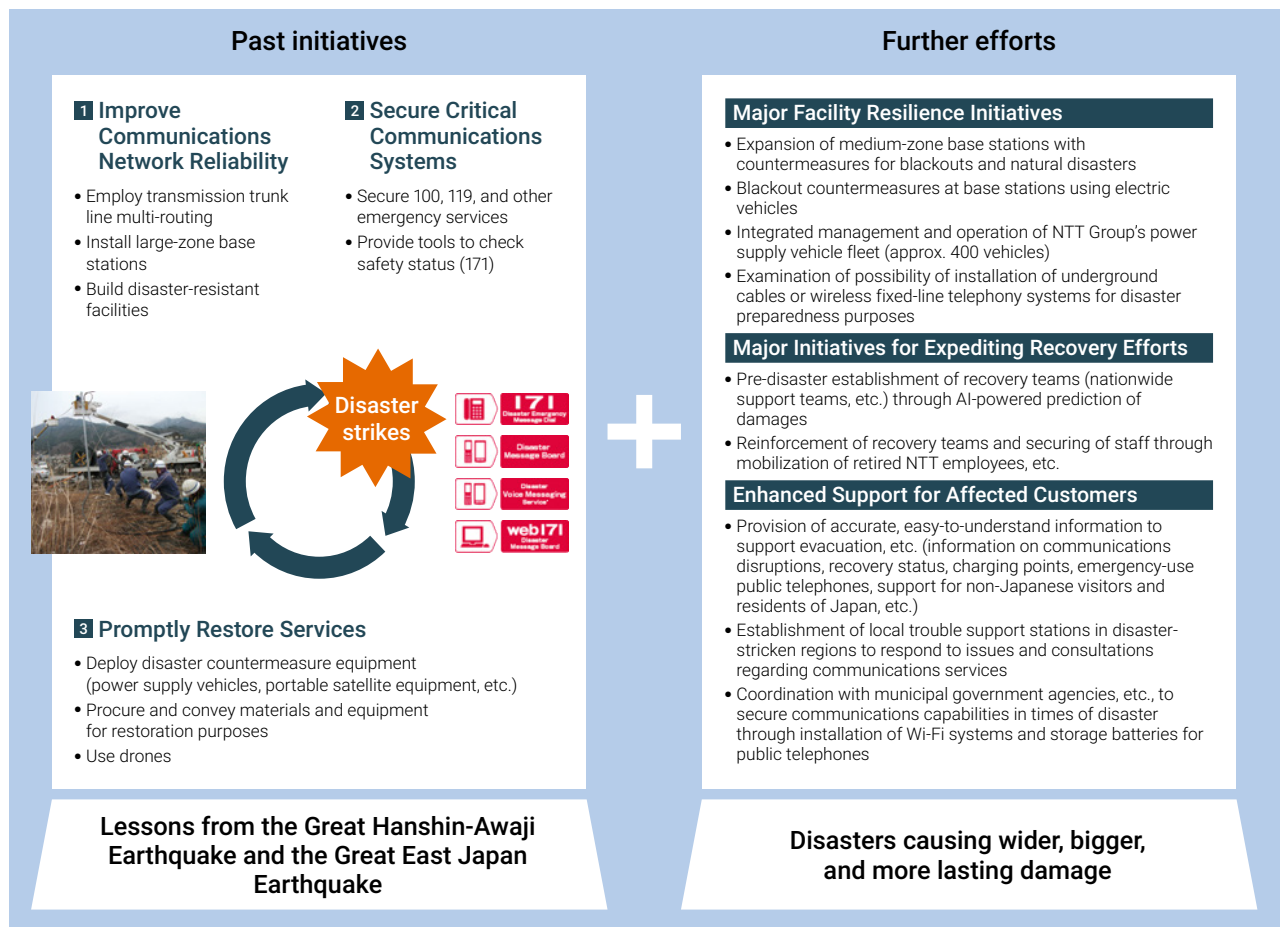 Past initiatives
1 Improve
Communications
Network Reliability
• Employ transmission trunk
line multi-routing
• Install large-zone base
stations
• Build disaster-resistant
facilities
2 Secure Critical
Communications
Systems
• Secure 100, 119, and other
emergency services
• Provide tools to check
safety status (171)
Disaster
strikes
171
Disaster Emergency
Message Dial
Disaster
Message Board
Disaster
Voice Messaging
Service*
web171
Disaster
Message Board
3 Promptly Restore Services
• Deploy disaster countermeasure equipment
(power supply vehicles, portable satellite equipment, etc.)
• Procure and convey materials and equipment
for restoration purposes
• Use drones
Lessons from the Great Hanshin-Awaji
Earthquake and the Great East Japan
Earthquake
+
Further efforts
Major Facility Resilience Initiatives
• Expansion of medium-zone base stations with
countermeasures for blackouts and natural disasters
• Blackout countermeasures at base stations using electric
vehicles
• Integrated management and operation of NTT Group's power
supply vehicle fleet (approx. 400 vehicles)
• Examination of possibility of installation of underground
cables or wireless fixed-line telephony systems for disaster
preparedness purposes
Major Initiatives for Expediting Recovery Efforts
• Pre-disaster establishment of recovery teams (nationwide
support teams, etc.) through AI-powered prediction of
damages
• Reinforcement of recovery teams and securing of staff through
mobilization of retired NTT employees, etc.
Enhanced Support for Affected Customers
• Provision of accurate, easy-to-understand information to
support evacuation, etc. (information on communications
disruptions, recovery status, charging points, emergency-use
public telephones, support for non-Japanese visitors and
residents of Japan, etc.)
• Establishment of local trouble support stations in disaster-
stricken regions to respond to issues and consultations
regarding communications services
• Coordination with municipal government agencies, etc., to
secure communications capabilities in times of disaster
through installation of Wi-Fi systems and storage batteries for
public telephones
Disasters causing wider, bigger,
and more lasting damage